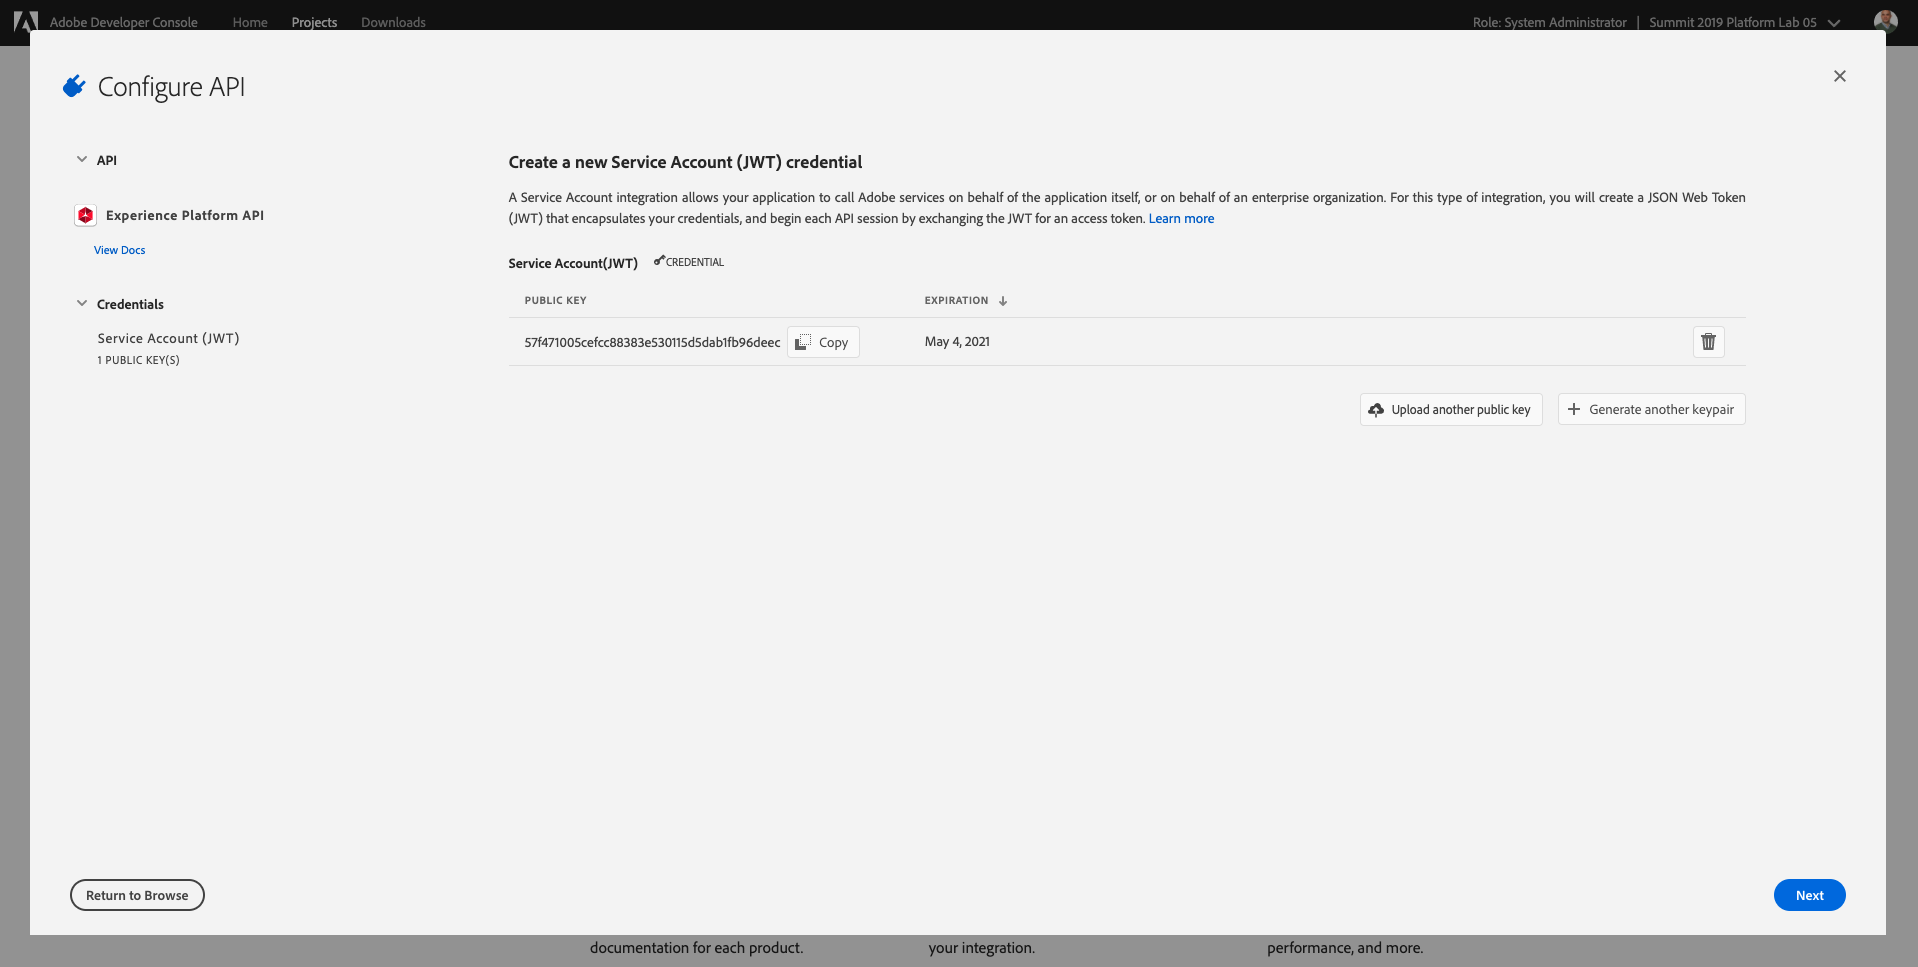 Adobe Developer Console Home Projects Downloads Role: System Administrator | Summit 2019 Platform Lab 05
Configure API
API
Experience Platform API
View Docs
Credentials
Service Account (JWT)
1 PUBLIC KEY(S)
Create a new Service Account (JWT) credential
A Service Account integration allows your application to call Adobe services on behalf of the application itself, or on behalf of an enterprise organization. For this type of integration, you will create a JSON Web Token
(JWT) that encapsulates your credentials, and begin each API session by exchanging the JWT for an access token. Learn more
Service Account(JWT) CREDENTIAL
PUBLIC KEY EXPIRATION
57f471005cefcc88383e530115d5dab1fb96deec Copy May 4, 2021
Upload another public key Generate another keypair
Return to Browse Next
documentation for each product. your integration. performance, and more.